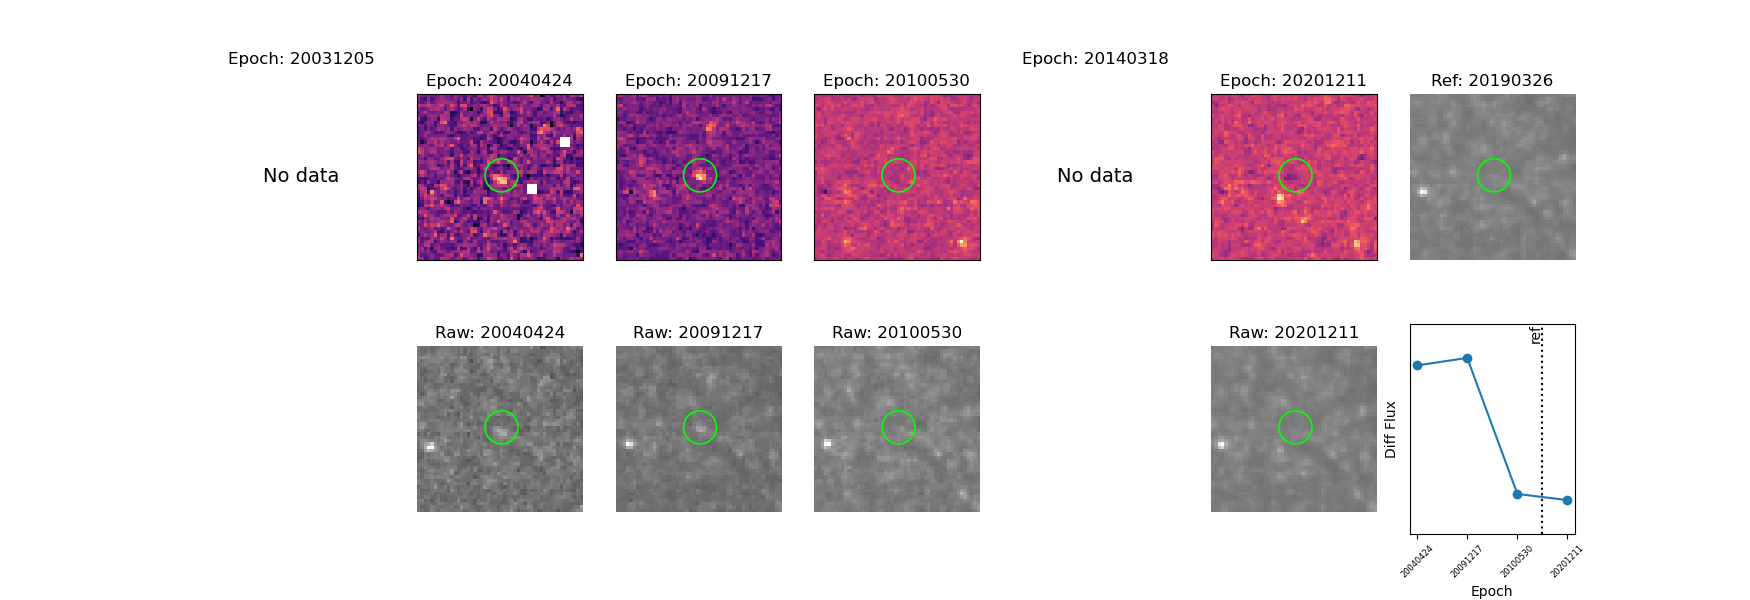 Epoch: 20031205
Epoch: 20040424
Epoch: 20091217
Epoch: 20100530
Epoch: 20140318
Epoch: 20201211
Ref: 20190326
No data
No data
Raw: 20040424
Raw: 20091217
Raw: 20100530
Raw: 20201211
ref
Diff Flux
20040424
20091217
20100530
20201211
Epoch